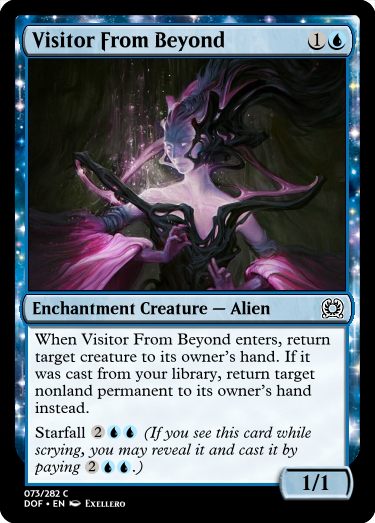 Visitor From Beyond 1
Enchantment Creature — Alien
When Visitor From Beyond enters, return
target creature to its owner's hand. If it
was cast from your library, return target
nonland permanent to its owner's hand
instead.
Starfall 2 (If you see this card while
scrying, you may reveal it and cast it by
paying 2 .)
1/1
073/282 C
DOF • EN Exellero